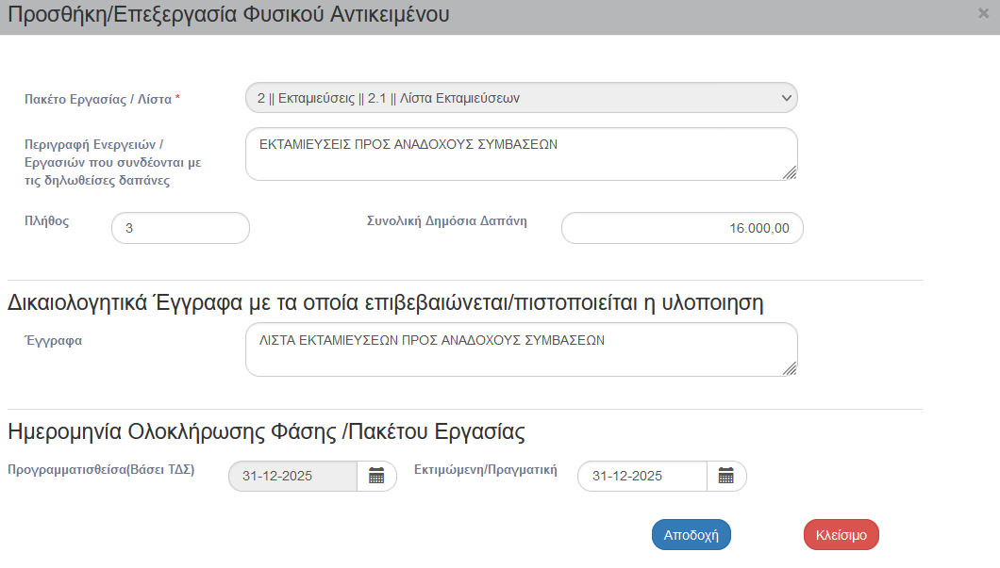 Προσθήκη/Επεξεργασία Φυσικού Αντικειμένου ×
Πακέτο Εργασίας / Λίστα * 2 || Εκταμιεύσεις || 2.1 || Λίστα Εκταμιεύσεων
Περιγραφή Ενεργειών /
Εργασιών που συνδέονται με
τις δηλωθείσες δαπάνες
ΕΚΤΑΜΙΕΥΣΕΙΣ ΠΡΟΣ ΑΝΑΔΟΧΟΥΣ ΣΥΜΒΑΣΕΩΝ
Πλήθος 3 Συνολική Δημόσια Δαπάνη 16.000,00
Δικαιολογητικά Έγγραφα με τα οποία επιβεβαιώνεται/πιστοποιείται η υλοποιηση
Έγγραφα ΛΙΣΤΑ ΕΚΤΑΜΙΕΥΣΕΩΝ ΠΡΟΣ ΑΝΑΔΟΧΟΥΣ ΣΥΜΒΑΣΕΩΝ
Ημερομηνία Ολοκλήρωσης Φάσης /Πακέτου Εργασίας
Προγραμματισθείσα(Βάσει ΤΔΣ) 31-12-2025 Εκτιμώμενη/Πραγματική 31-12-2025
Αποδοχή Κλείσιμο